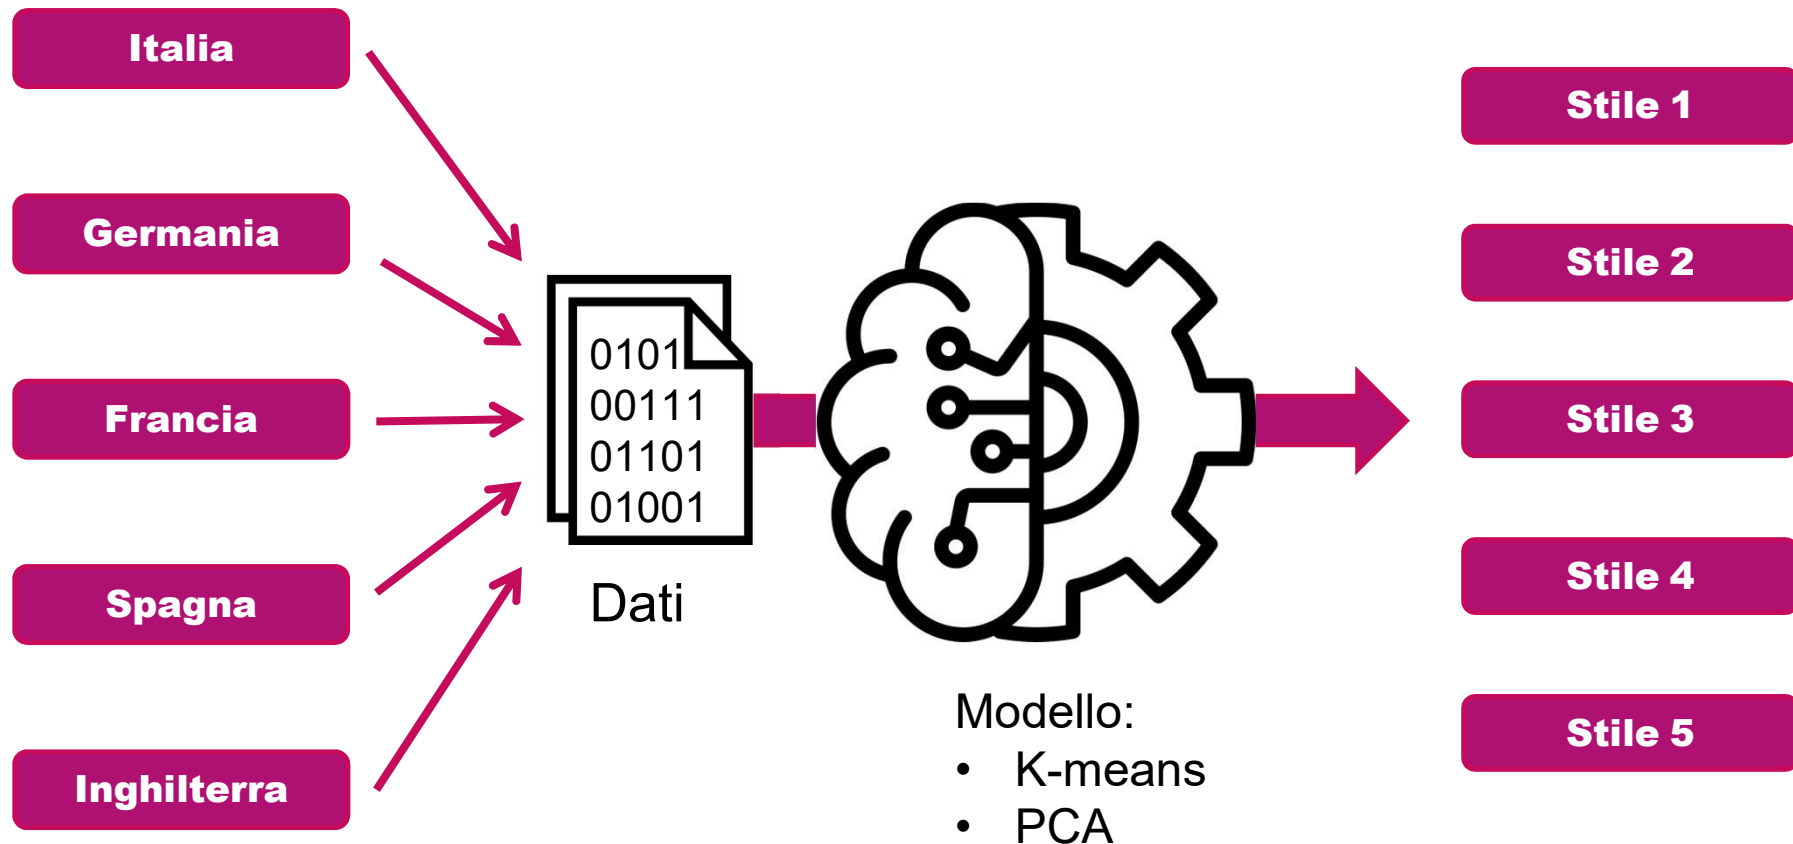 Italia
Germania
Francia
Spagna
Inghilterra
0101
00111
01101
01001
Dati
Modello:
• K-means
• PCA
Stile 1
Stile 2
Stile 3
Stile 4
Stile 5